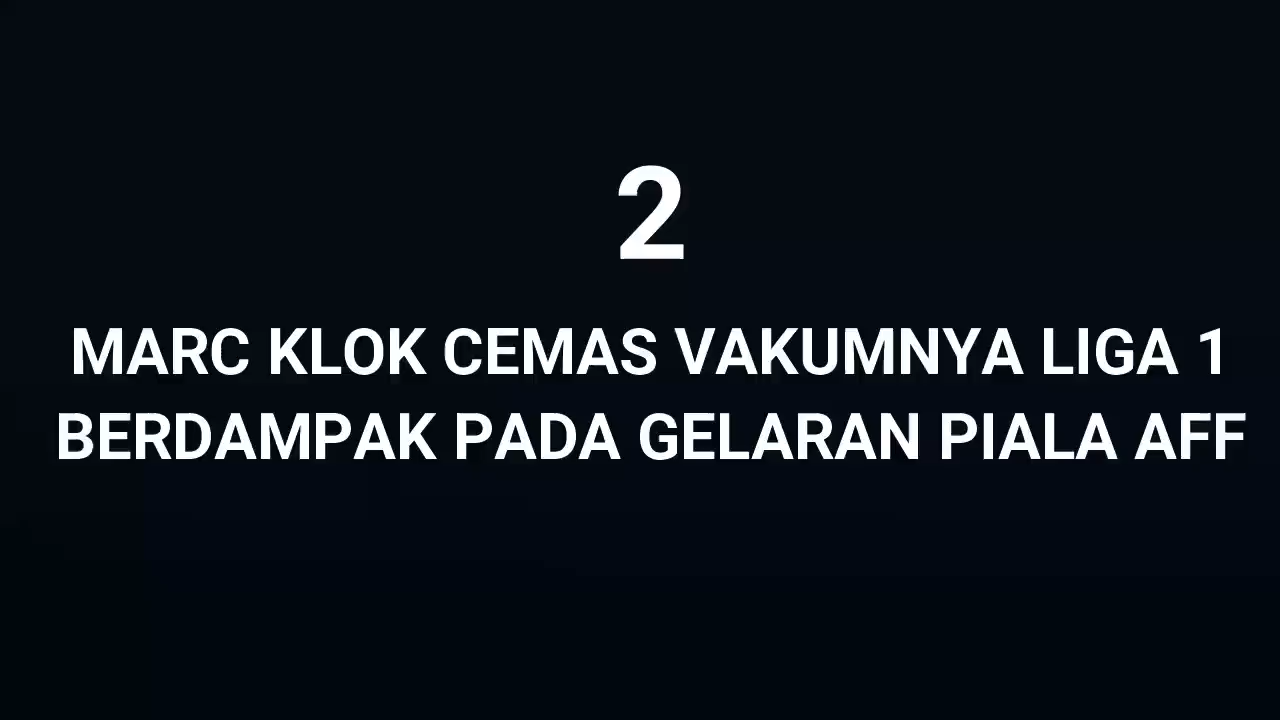 2
MARC KLOK CEMAS VAKUMNYA LIGA 1
BERDAMPAK PADA GELARAN PIALA AFF